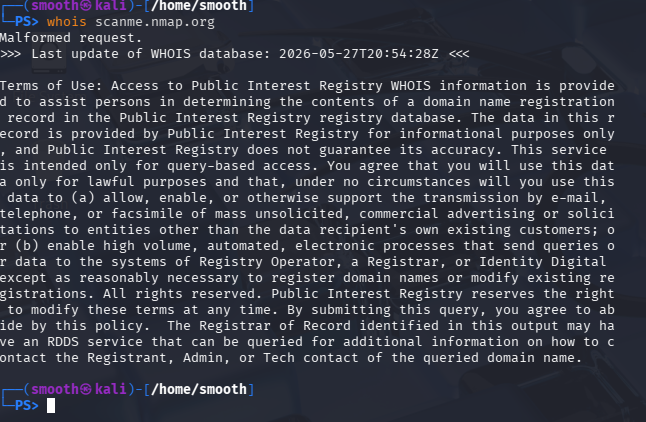 ┌──(smooth㉿kali)-[/home/smooth]
└─PS> whois scanme.nmap.org
Malformed request.
>>> Last update of WHOIS database: 2026-05-27T20:54:28Z <<<

Terms of Use: Access to Public Interest Registry WHOIS information is provide
d to assist persons in determining the contents of a domain name registration
 record in the Public Interest Registry registry database. The data in this r
ecord is provided by Public Interest Registry for informational purposes only
, and Public Interest Registry does not guarantee its accuracy. This service 
is intended only for query-based access. You agree that you will use this dat
a only for lawful purposes and that, under no circumstances will you use this
 data to (a) allow, enable, or otherwise support the transmission by e-mail, 
telephone, or facsimile of mass unsolicited, commercial advertising or solici
tations to entities other than the data recipient's own existing customers; o
r (b) enable high volume, automated, electronic processes that send queries o
r data to the systems of Registry Operator, a Registrar, or Identity Digital 
except as reasonably necessary to register domain names or modify existing re
gistrations. All rights reserved. Public Interest Registry reserves the right
 to modify these terms at any time. By submitting this query, you agree to ab
ide by this policy.  The Registrar of Record identified in this output may ha
ve an RDDS service that can be queried for additional information on how to c
ontact the Registrant, Admin, or Tech contact of the queried domain name.

┌──(smooth㉿kali)-[/home/smooth]
└─PS>